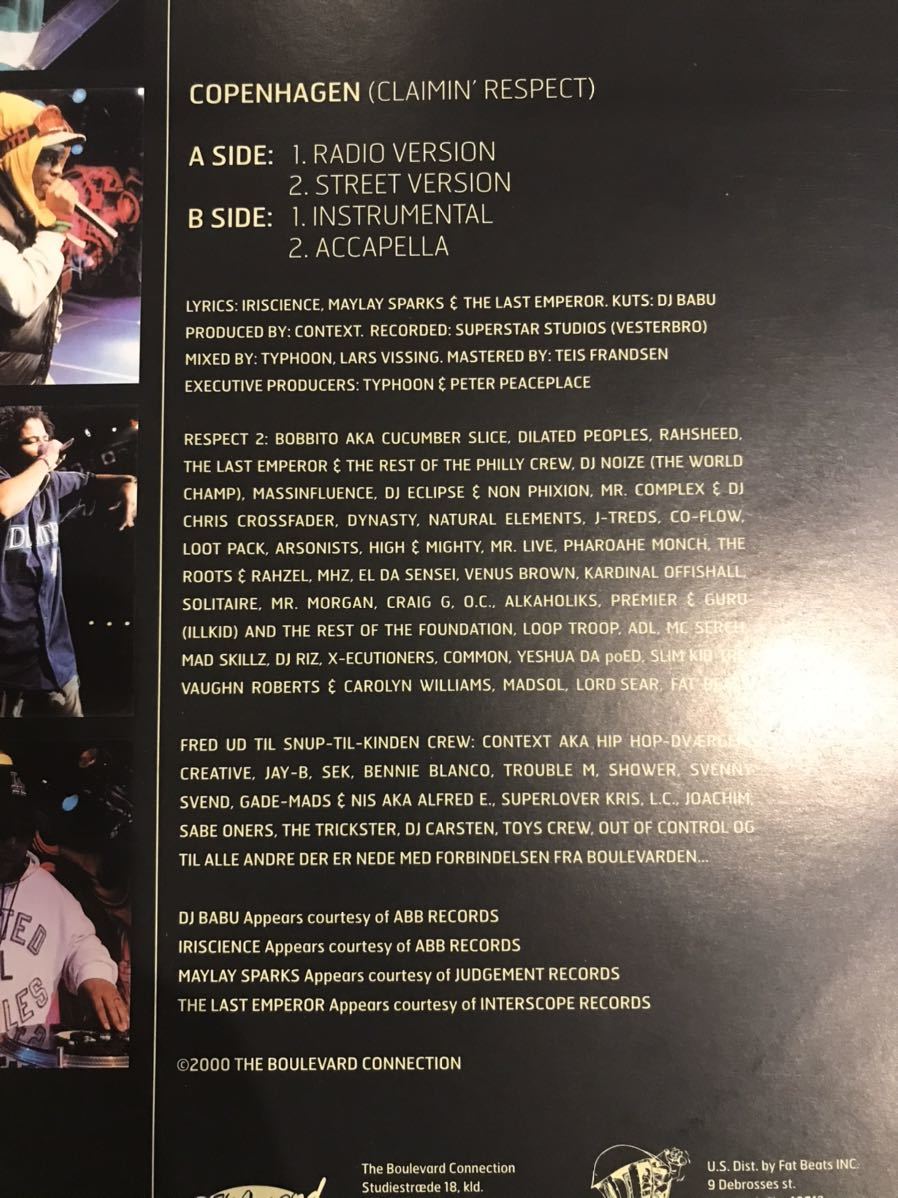 COPENHAGEN (CLAIMIN' RESPECT)
A SIDE: 1. RADIO VERSION
2. STREET VERSION
B SIDE: 1. INSTRUMENTAL
2. ACCAPELLA
LYRICS: IRISCIENCE, MAYLAY SPARKS & THE LAST EMPEROR. KUTS: DJ BABU
PRODUCED BY: CONTEXT. RECORDED: SUPERSTAR STUDIOS (VESTERBRO)
MIXED BY: TYPHOON, LARS VISSING. MASTERED BY: TEIS FRANDSEN
EXECUTIVE PRODUCERS: TYPHOON & PETER PEACEPLACE
RESPECT 2: BOBBITO AKA CUCUMBER SLICE, DILATED PEOPLES, RAHSHEED,
THE LAST EMPEROR & THE REST OF THE PHILLY CREW, DJ NOIZE (THE WORLD
CHAMP), MASSINFLUENCE, DJ ECLIPSE & NON PHIXION, MR. COMPLEX & DJ
CHRIS CROSSFADER, DYNASTY, NATURAL ELEMENTS, J-TREDS, CO-FLOW,
LOOT PACK, ARSONISTS, HIGH & MIGHTY, MR. LIVE, PHAROAHE MONCH, THE
ROOTS & RAHZEL, MHZ, EL DA SENSEI, VENUS BROWN, KARDINAL OFFISHALL,
SOLITAIRE, MR. MORGAN, CRAIG G, O.C., ALKAHOLIKS, PREMIER & GURU
(ILLKID) AND THE REST OF THE FOUNDATION, LOOP TROOP, ADL, MC SERCH,
MAD SKILLZ, DJ RIZ, X-ECUTIONERS, COMMON, YESHUA DA poED, SLIM KID
VAUGHN ROBERTS & CAROLYN WILLIAMS, MADSOL, LORD SEAR, FAT
FRED UD TIL SNUP-TIL-KINDEN CREW: CONTEXT AKA HIP
CREATIVE, JAY-B, SEK, BENNIE BLANCO, TROUBLE M, SHOWER, SVENNY
SVEND, GADE-MADS & NIS AKA ALFRED E., SUPERLOVER KRIS, L.C., JOACHIM,
SABE ONERS, THE TRICKSTER, DJ CARSTEN, TOYS CREW, OUT OF CONTROL OG
TIL ALLE ANDRE DER ER NEDE MED FORBINDELSEN FRA BOULEVARDEN...
DJ BABU Appears courtesy of ABB RECORDS
IRISCIENCE Appears courtesy of ABB RECORDS
MAYLAY SPARKS Appears courtesy of JUDGEMENT RECORDS
THE LAST EMPEROR Appears courtesy of INTERSCOPE RECORDS
©2000 THE BOULEVARD CONNECTION
The Boulevard Connection
Studiestræde 18, kld.
U.S. Dist. by Fat Beats INC.
9 Debrosses st.